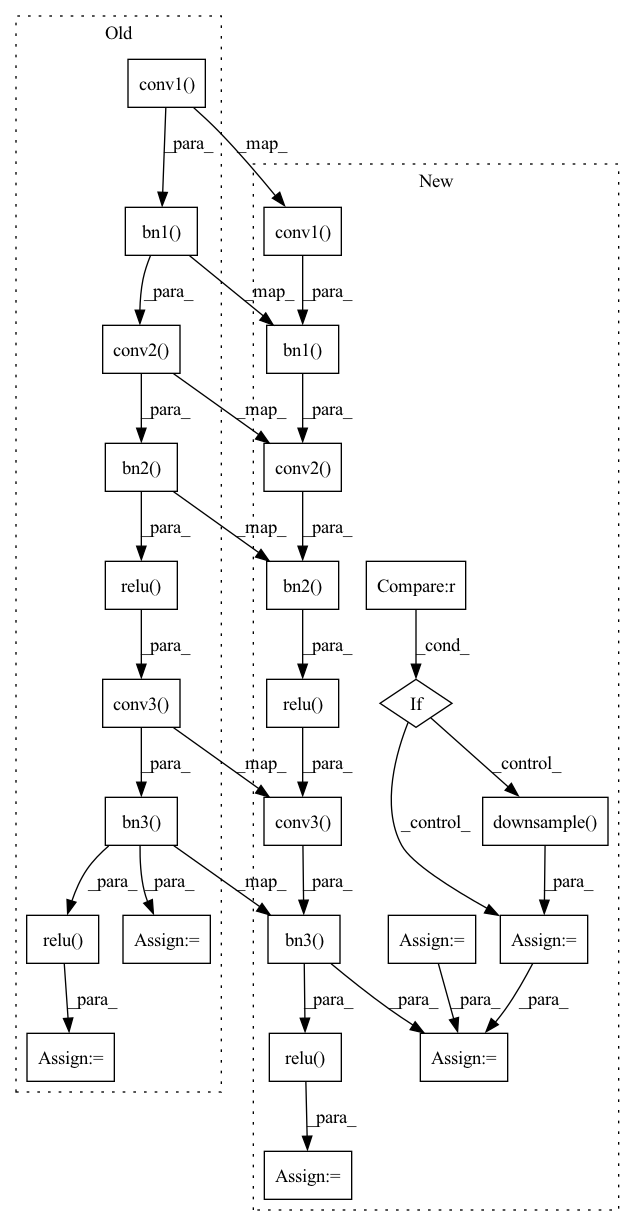 Old
conv1()
_para_ _map_
New
bn1() conv1()
_para_ _map_ _para_
conv2() bn1()
_para_ _map_ _para_
bn2() conv2()
_para_ _map_ _para_
relu() bn2() Compare:r
_para_ _para_ _cond_
conv3() relu() If
_para_ _map_ _para_ _control_
bn3() conv3() _control_ downsample()
_para_ _para_ _map_ _para_ _para_
relu() Assign:= bn3() Assign:= Assign:=
_para_ _para_ _para_ _para_ _para_
Assign:= relu() Assign:=
_para_
Assign:=